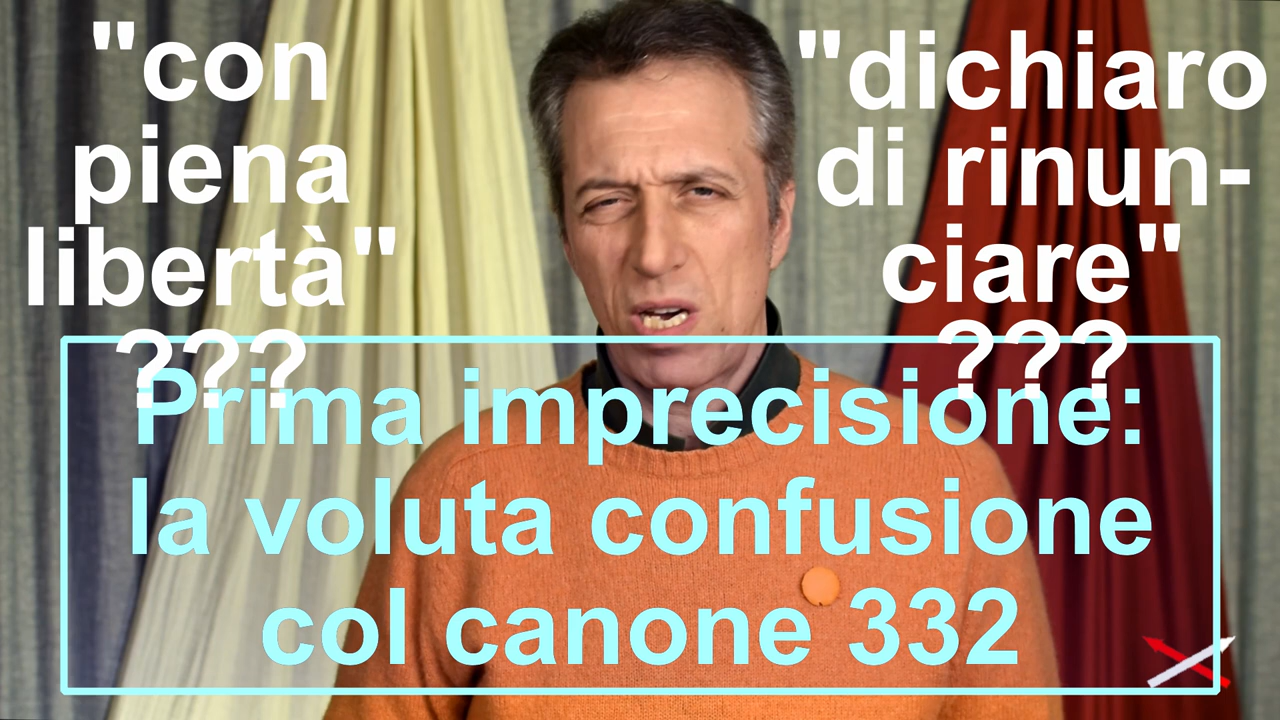 "con
piena
libertà"
???
"dichiaro
di rinun-
ciare"
???
Prima imprecisione:
la voluta confusione
col canone 332